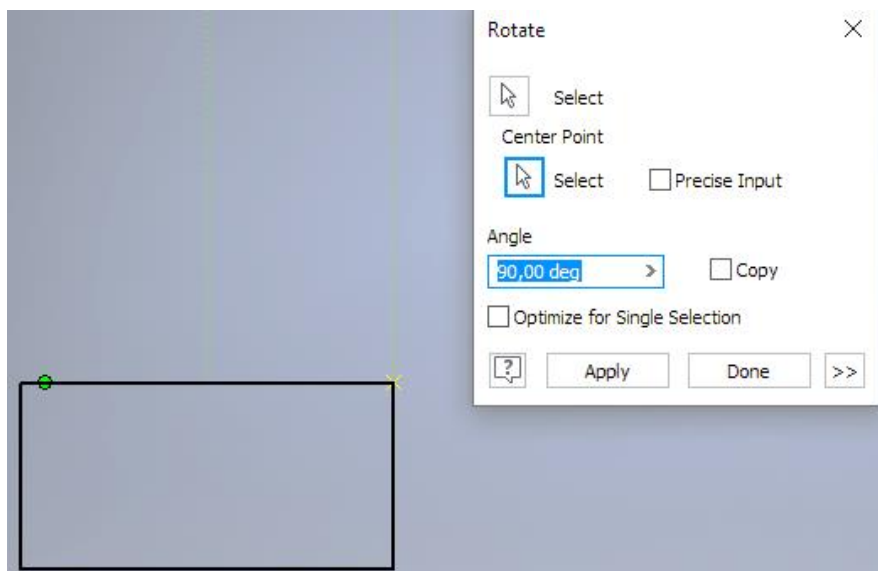 Rotate
Select
Center Point
Select Precise Input
Angle
90,00 deg > Copy
Optimize for Single Selection
? Apply Done >>